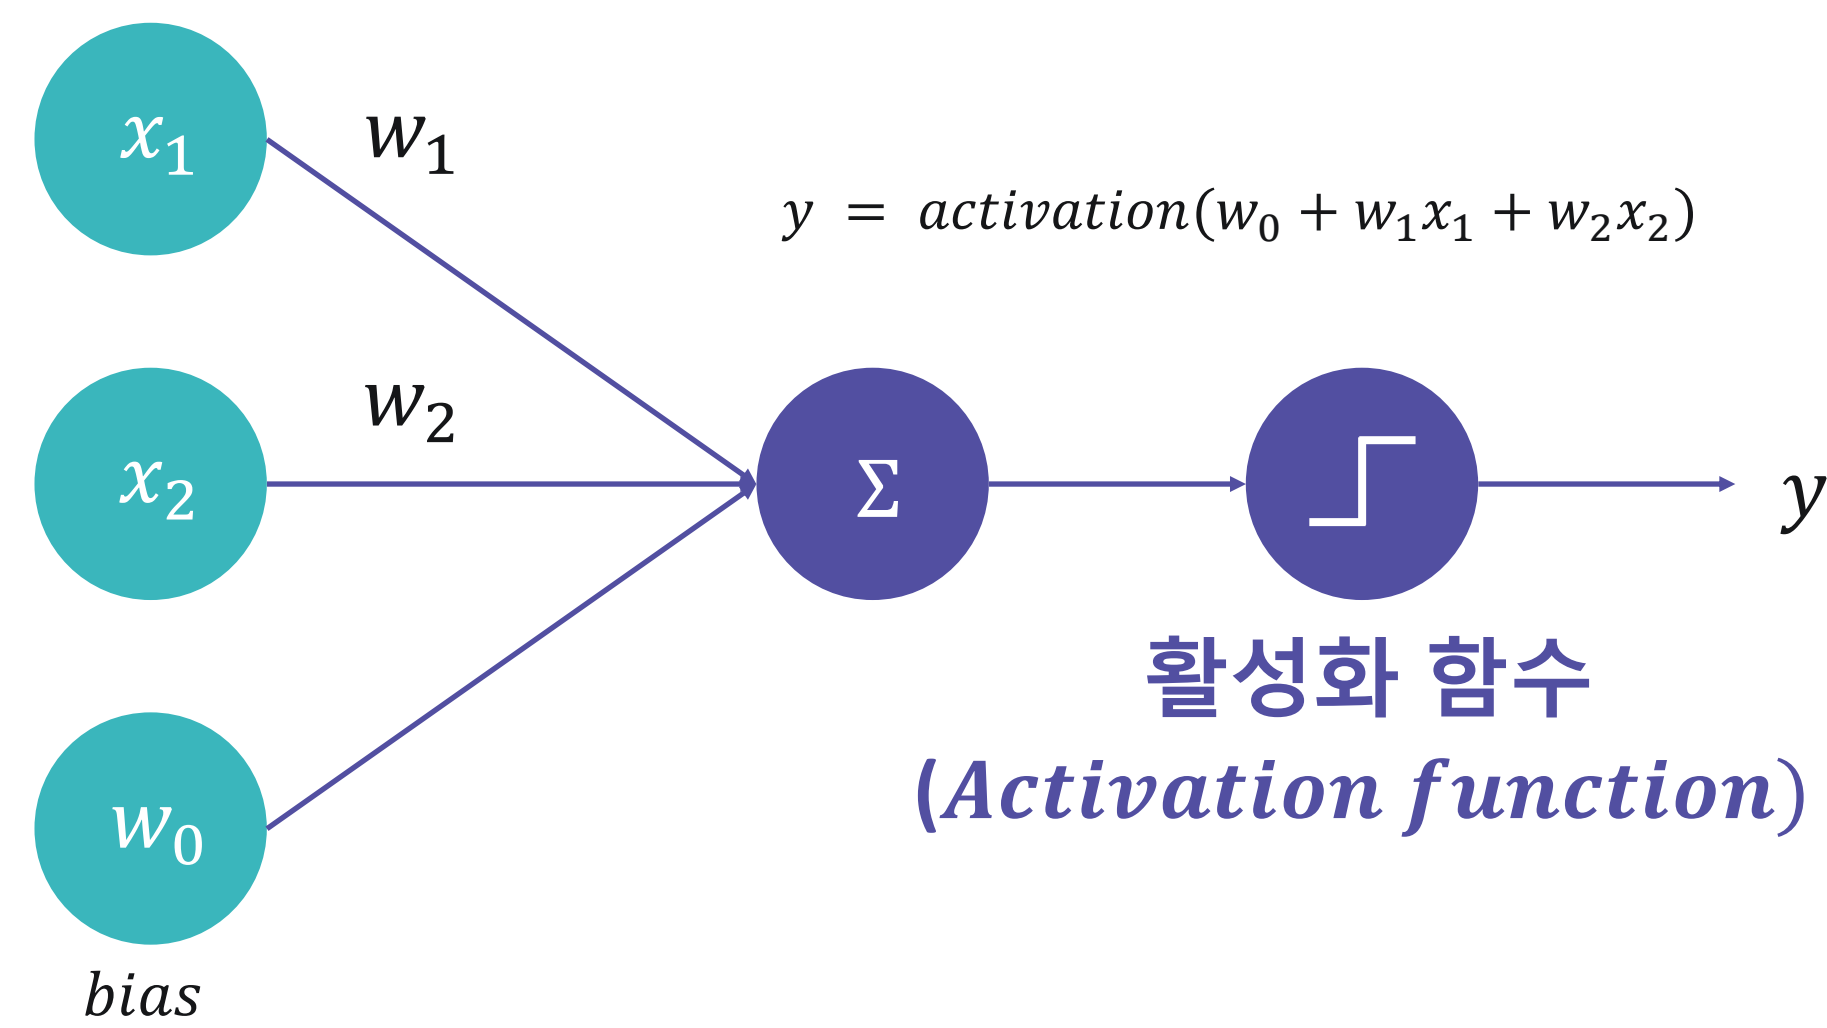 x₁
w₁
y = activation(w₀ + w₁x₁ + w₂x₂)
w₂
x₂
Σ
y
활성화 함수
(Activation function)
w₀
bias